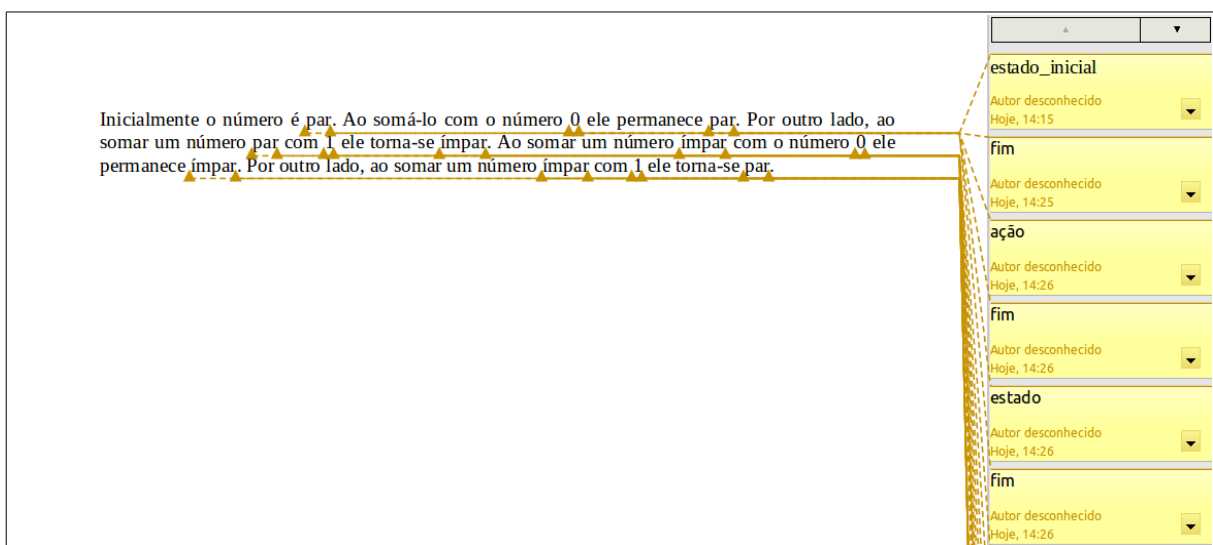 Inicialmente o número é par. Ao somá-lo com o número 0 ele permanece par. Por outro lado, ao
somar um número par com 1 ele torna-se ímpar. Ao somar um número ímpar com o número 0 ele
permanece ímpar. Por outro lado, ao somar um número ímpar com 1 ele torna-se par.
estado_inicial
Autor desconhecido
Hoje, 14:15
fim
Autor desconhecido
Hoje, 14:25
ação
Autor desconhecido
Hoje, 14:26
fim
Autor desconhecido
Hoje, 14:26
estado
Autor desconhecido
Hoje, 14:26
fim
Autor desconhecido
Hoje, 14:26